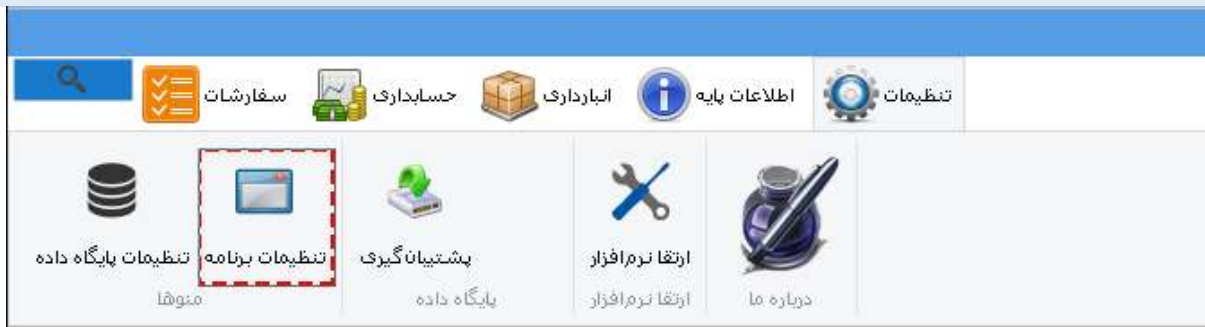 تنظیمات
اطلاعات پایه
انبارداری
حسابداری
سفارشات
درباره ما
ارتقا نرم‌افزار
ارتقا نرم‌افزار
پشتیبان‌گیری
پایگاه داده
تنظیمات برنامه
تنظیمات پایگاه داده
منوها